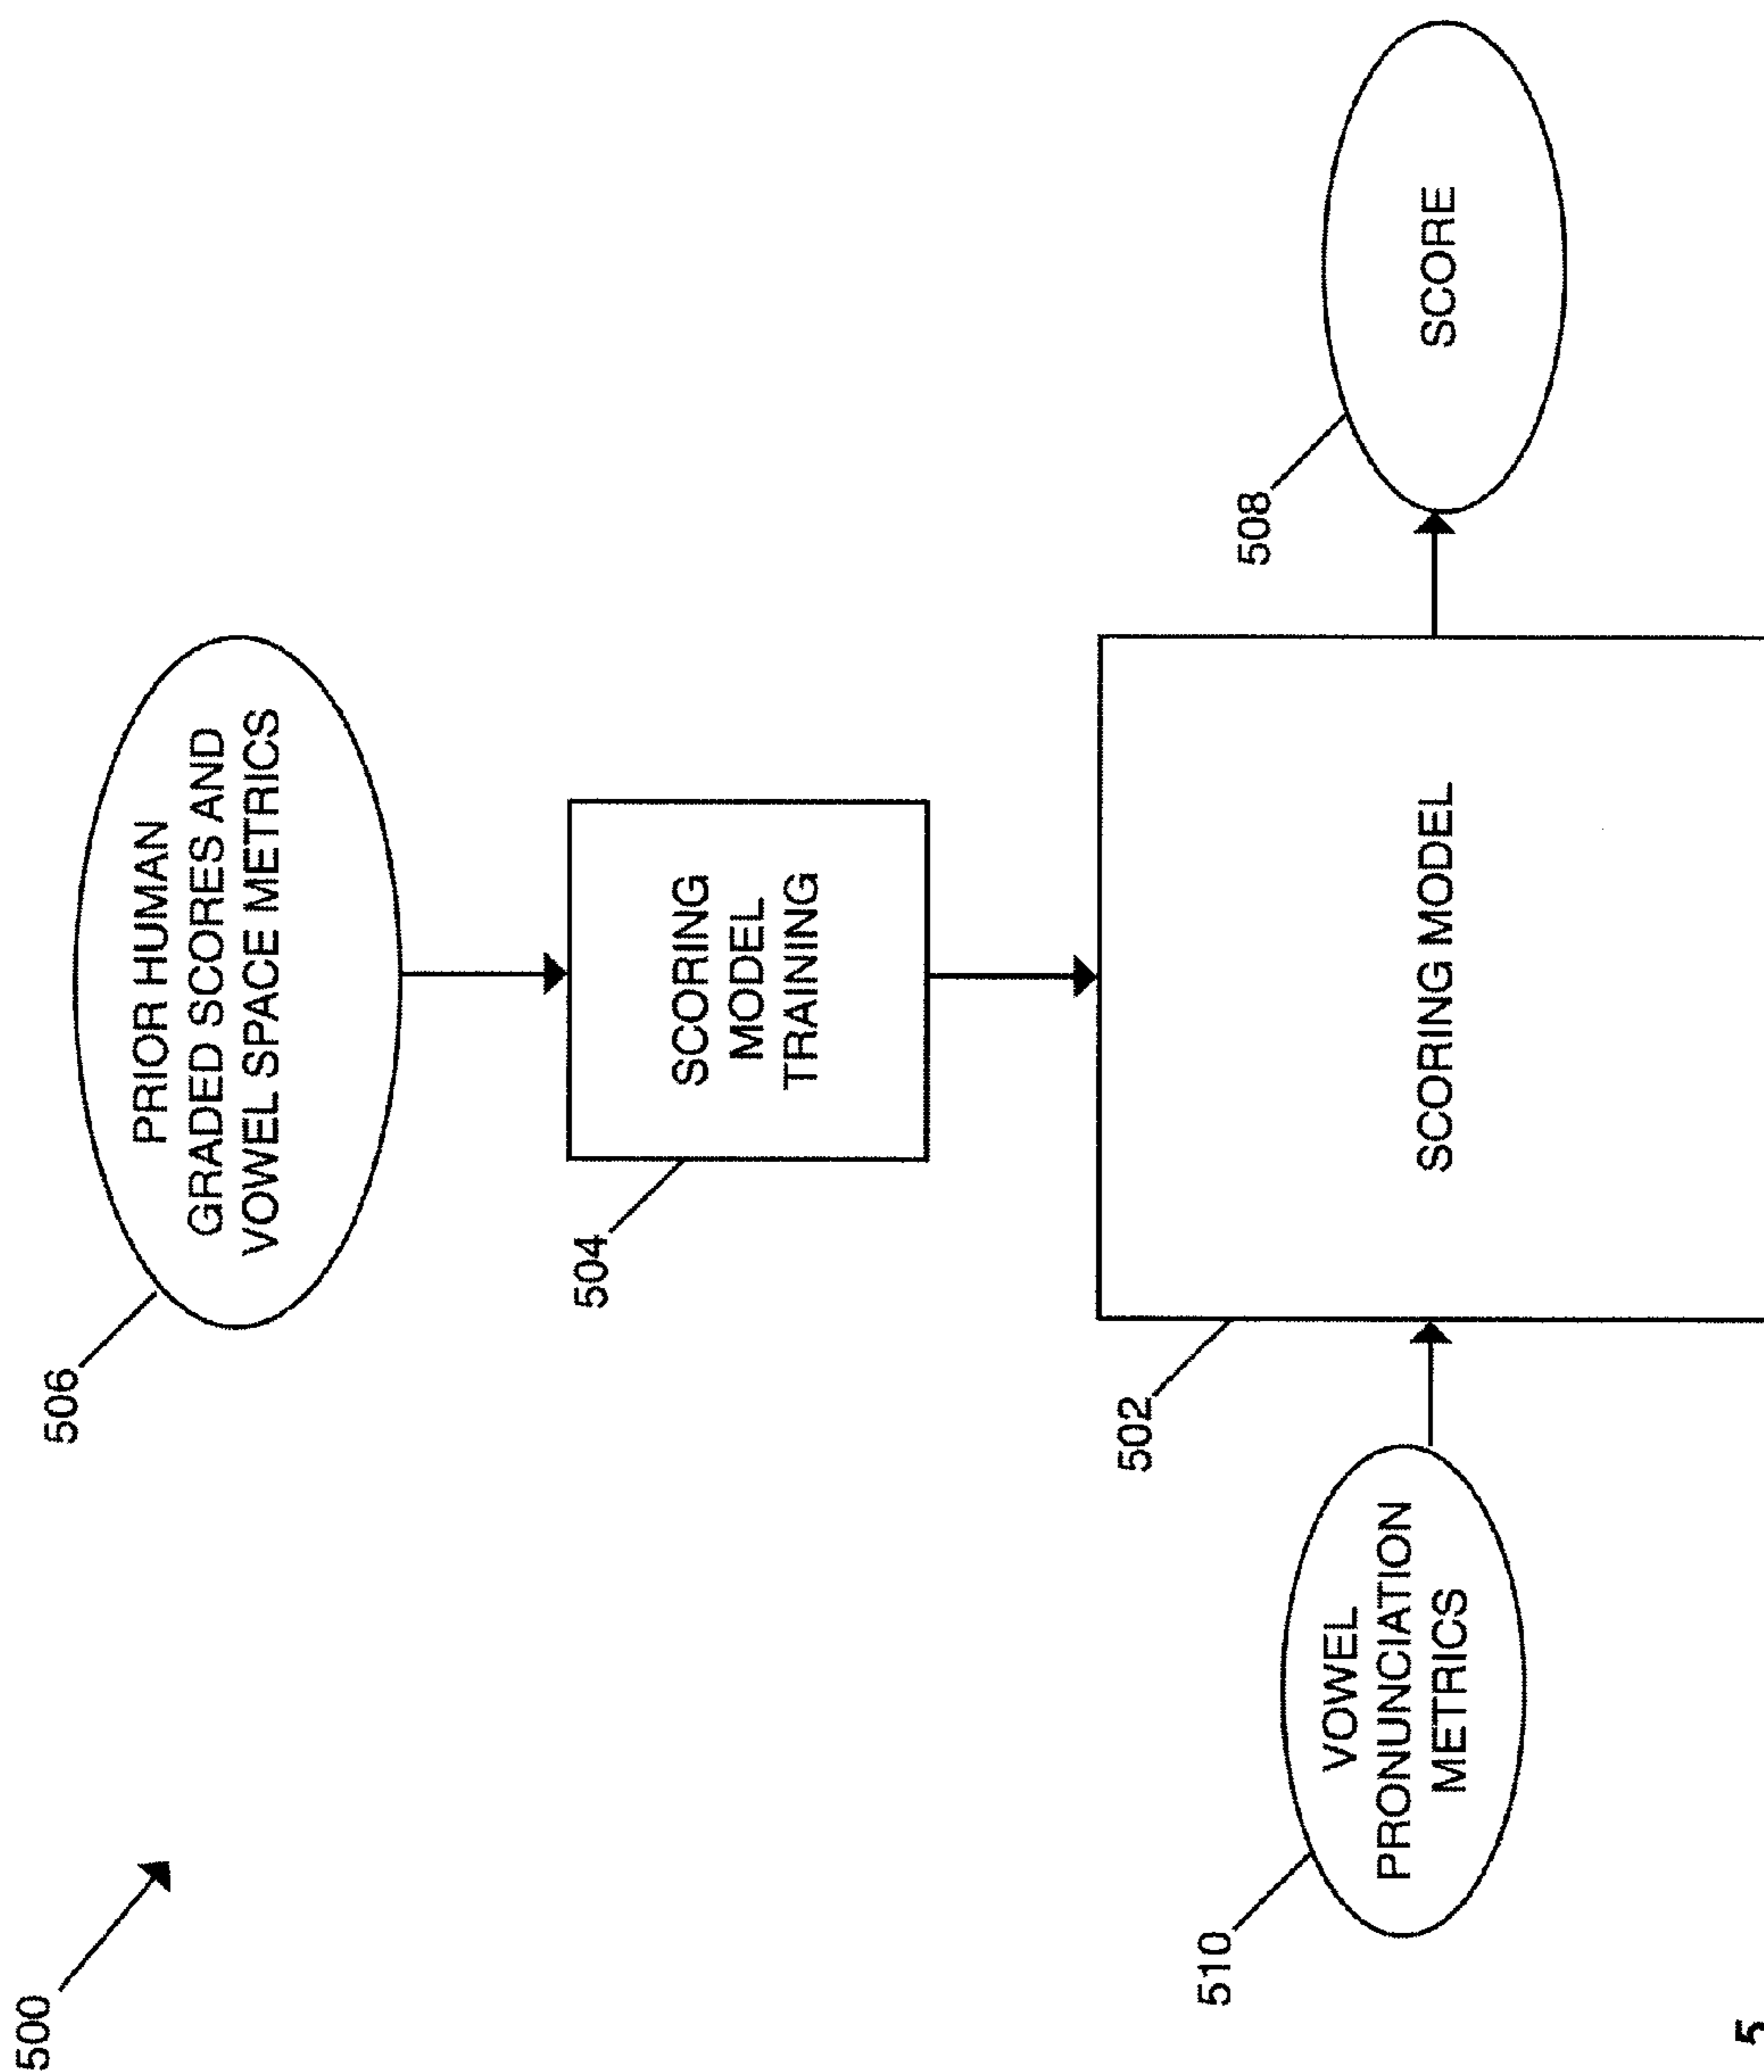 500
506
PRIOR HUMAN
GRADED SCORES AND
VOWEL SPACE METRICS
504
SCORING
MODEL
TRAINING
510
VOWEL
PRONUNCIATION
METRICS
502
SCORING MODEL
508
SCORE
5